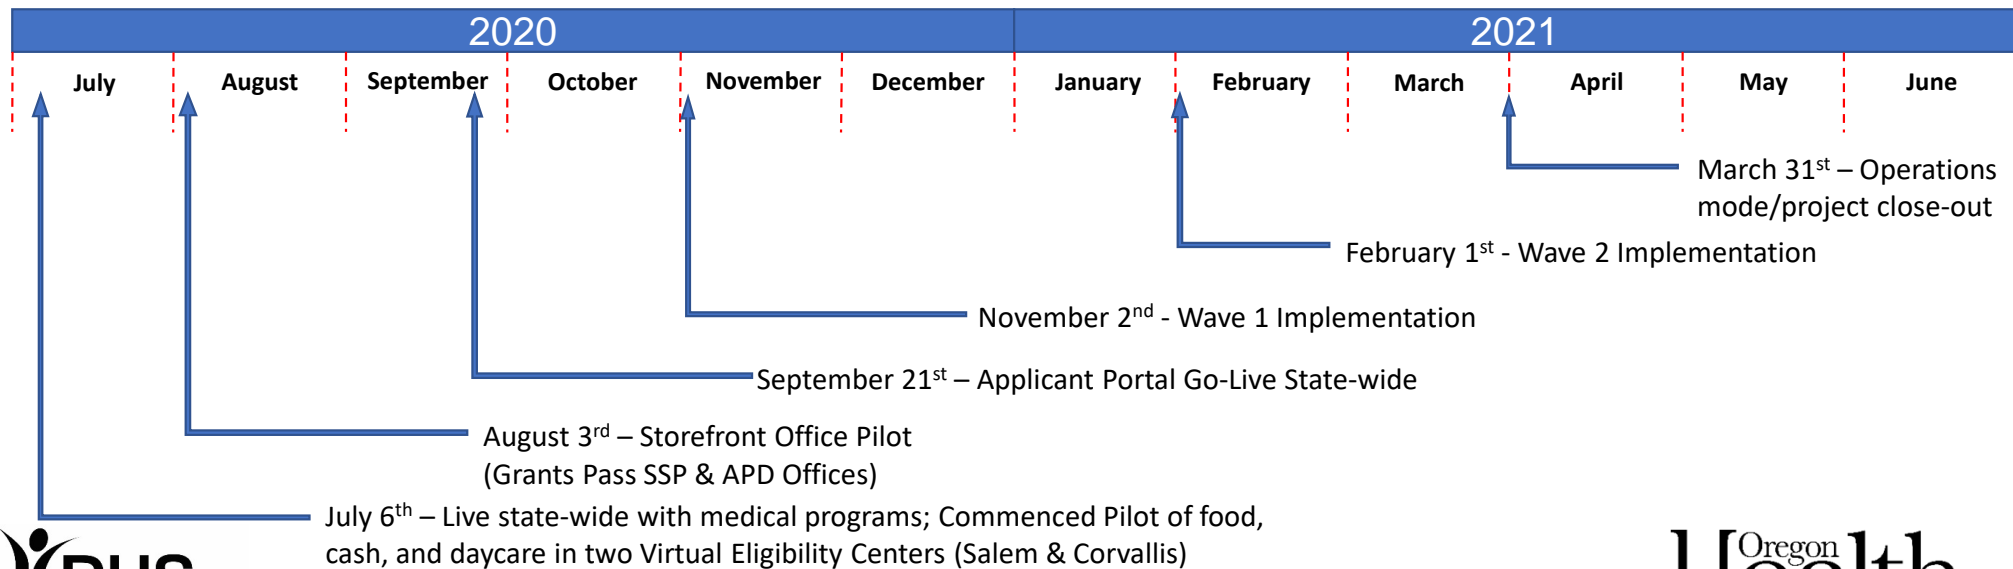 2020 2021
July August September October November December January February March April May June
March 31st – Operations
mode/project close-out
February 1st - Wave 2 Implementation
November 2nd - Wave 1 Implementation
September 21st – Applicant Portal Go-Live State-wide
August 3rd – Storefront Office Pilot
(Grants Pass SSP & APD Offices)
July 6th – Live state-wide with medical programs; Commenced Pilot of food,
cash, and daycare in two Virtual Eligibility Centers (Salem & Corvallis)
DHS
Oregon
Health